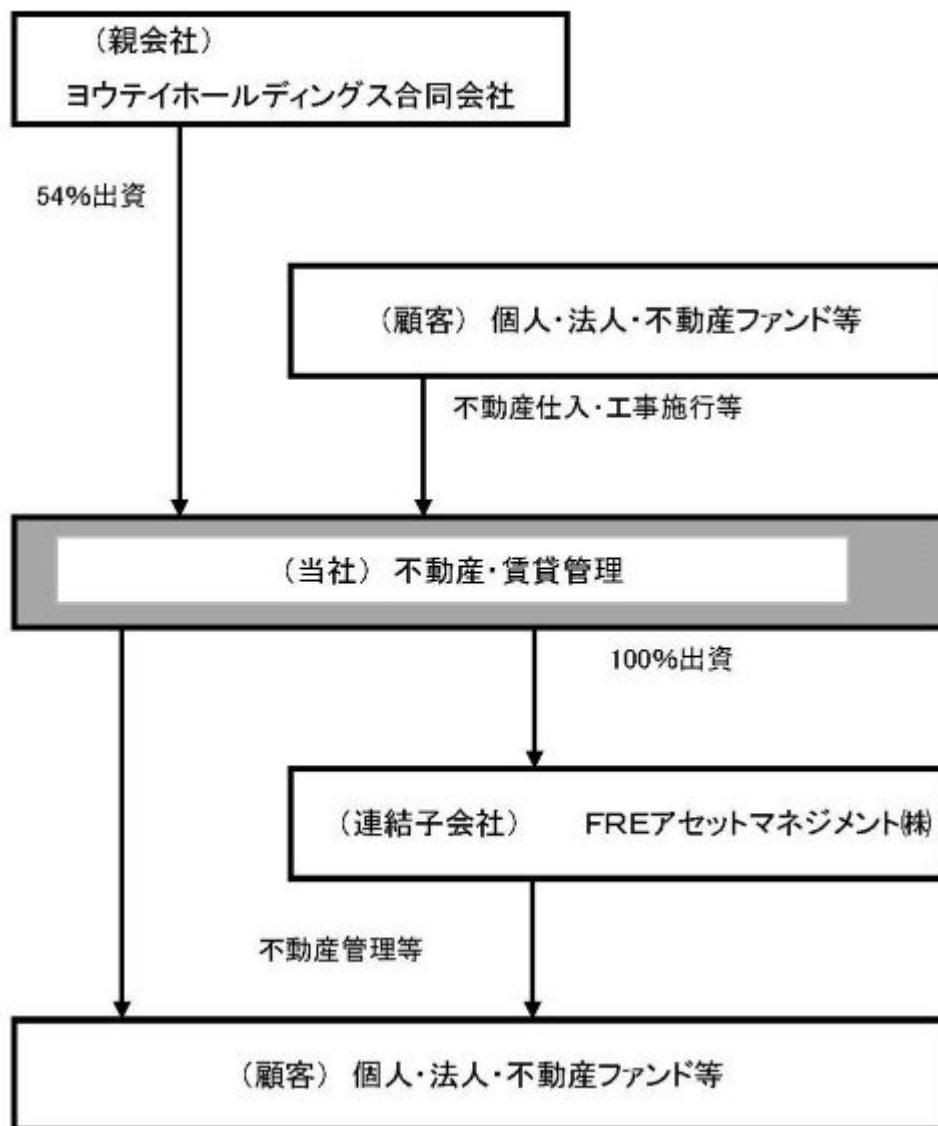 （親会社）
ヨウテイホールディングス合同会社
54%出資
（顧客） 個人・法人・不動産ファンド等
不動産仕入・工事施行等
（当社） 不動産・賃貸管理
100%出資
（連結子会社） FREアセットマネジメント㈱
不動産管理等
（顧客） 個人・法人・不動産ファンド等